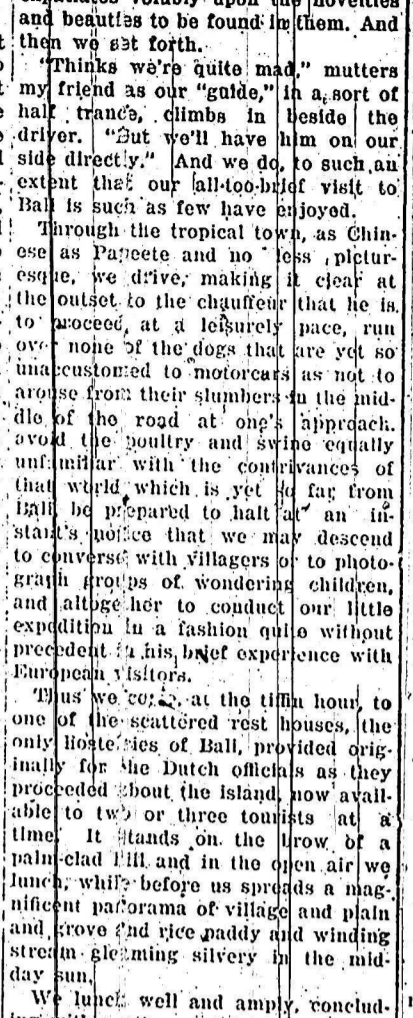 and beauties to be found in them. And
then we set forth.
"Thinks we're quite mad," mutters
my friend as our "guide," in a sort of
half trance, climbs in beside the
driver. "But we'll have him on our
side directly." And we do, to such an
extent that our all-too-brief visit to
Bali is such as few have enjoyed.
Through the tropical town, as Chin-
ese as Papeete and no less pictur-
esque, we drive, making it clear at
the outset to the chauffeur that he is
to proceed at a leisurely pace, run
over none of the dogs that are yet so
unaccustomed to motorcars as not to
arouse from their slumbers in the mid-
dle of the road at one's approach,
avoid the poultry and swine equally
unfamiliar with the contrivances of
that world which is yet so far from
Bali, be prepared to halt at an in-
stant's notice that we may descend
to converse with villagers or to photo-
graph groups of wondering children,
and altogether to conduct our little
expedition in a fashion quite without
precedent in his brief experience with
European visitors.
Thus we come, at the tiffin hour, to
one of the scattered rest houses, the
only hostelries of Bali, provided orig-
inally for the Dutch officials as they
proceeded about the island, now avail-
able to two or three tourists at a
time. It stands on the brow of a
palm-clad hill and in the open air we
lunch, while before us spreads a mag-
nificent panorama of village and plain
and grove and rice paddy and winding
stream gleaming silvery in the mid-
day sun.
We lunch well and amply, conclud-